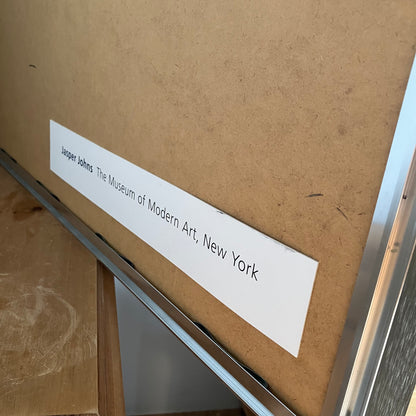 Jasper Johns The Museum of Modern Art, New York